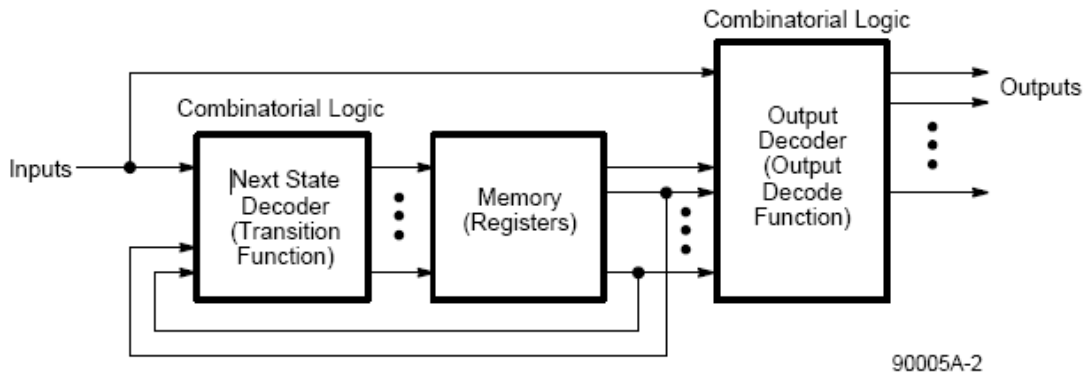 Combinatorial Logic
Combinatorial Logic
Inputs
Next State
Decoder
(Transition
Function)
Memory
(Registers)
Output
Decoder
(Output
Decode
Function)
Outputs
90005A-2